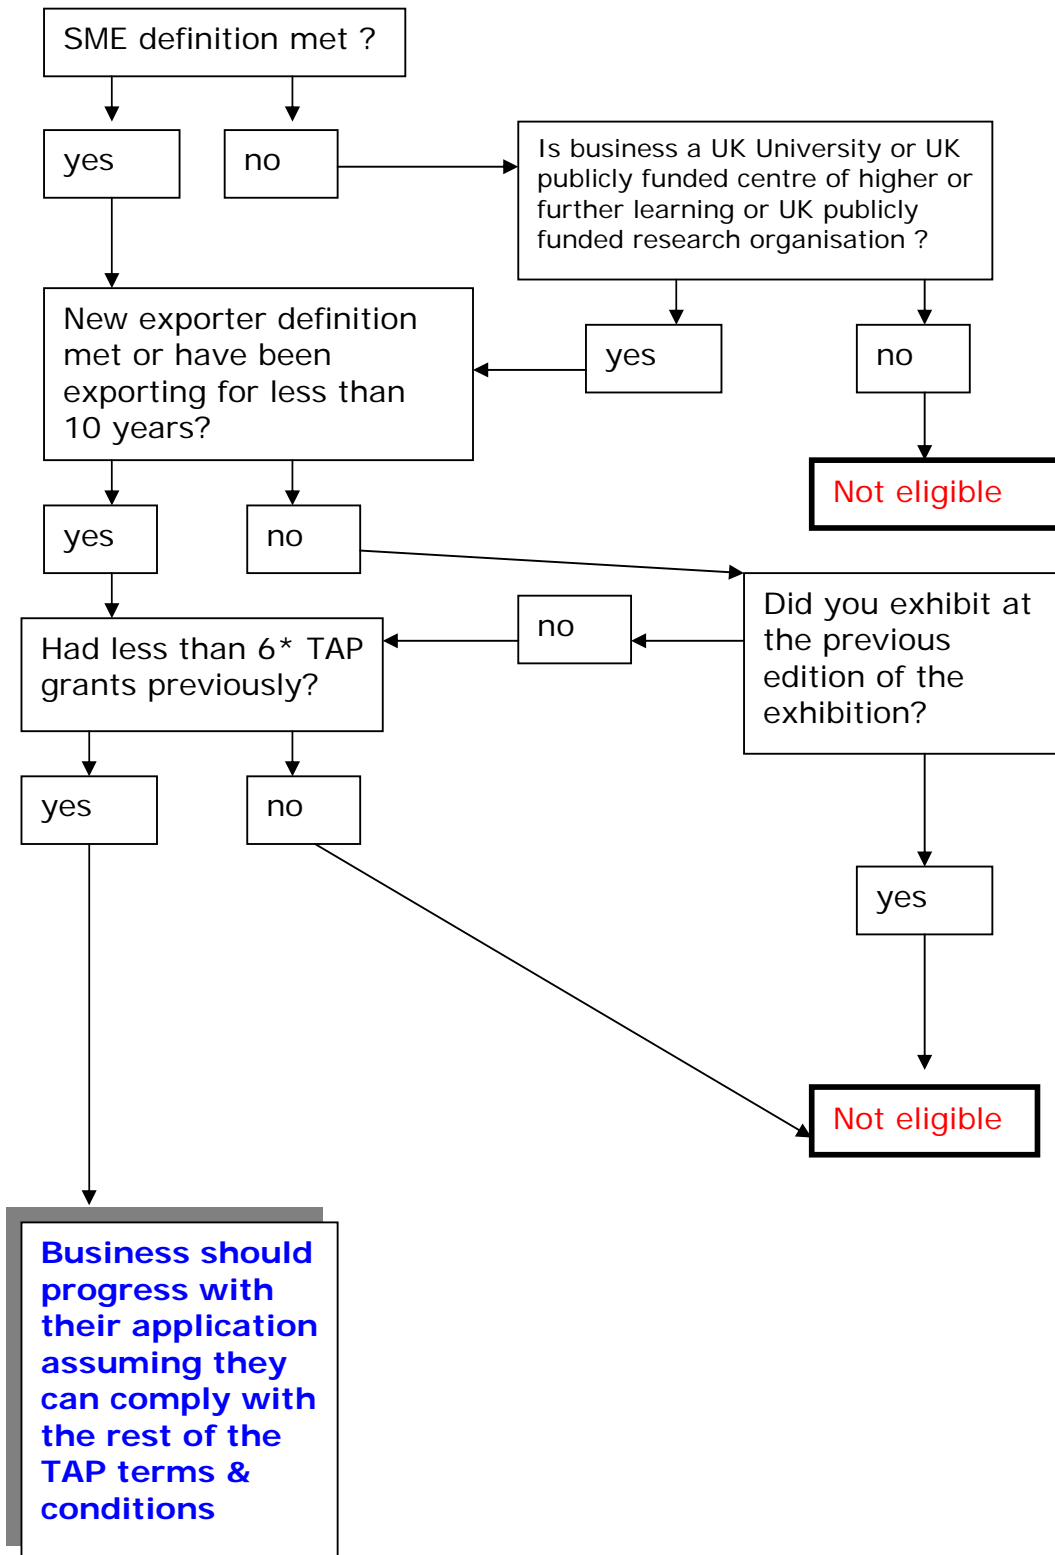 SME definition met ?
yes
no
Is business a UK University or UK
publicly funded centre of higher or
further learning or UK publicly
funded research organisation ?
New exporter definition
met or have been
exporting for less than
10 years?
yes
no
Not eligible
yes
no
Did you exhibit at
the previous
edition of the
exhibition?
no
Had less than 6* TAP
grants previously?
yes
no
yes
Not eligible
Business should
progress with
their application
assuming they
can comply with
the rest of the
TAP terms &
conditions